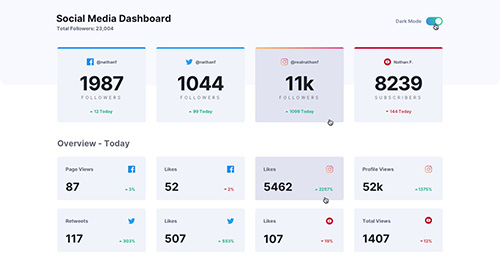 Social Media Dashboard
Total Followers: 23,004
Dark Mode
@nathanf
1987
FOLLOWERS
12 Today
@nathanf
1044
FOLLOWERS
99 Today
@realnathanf
11k
FOLLOWERS
1099 Today
Nathan F.
8239
SUBSCRIBERS
144 Today
Overview - Today
Page Views
87
3%
Likes
52
2%
Likes
5462
2257%
Profile Views
52k
1375%
Retweets
117
303%
Likes
507
553%
Likes
107
19%
Total Views
1407
12%